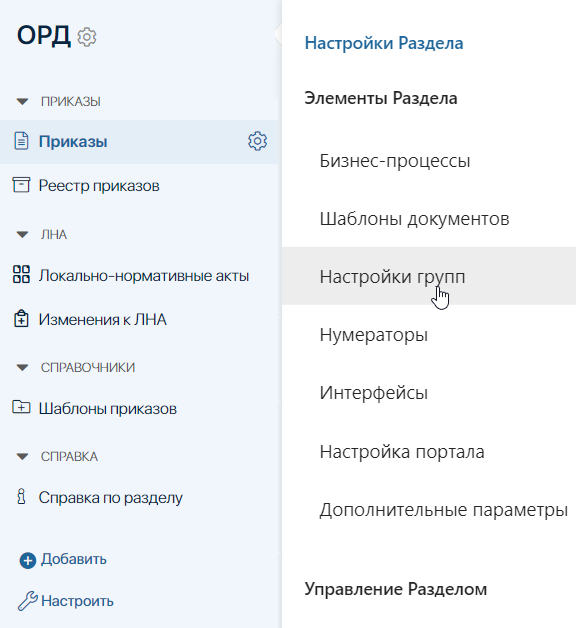 ОРД
ПРИКАЗЫ
Приказы
Реестр приказов
ЛНА
Локально-нормативные акты
Изменения к ЛНА
СПРАВОЧНИКИ
Шаблоны приказов
СПРАВКА
Справка по разделу
Добавить
Настроить
Настройки Раздела
Элементы Раздела
Бизнес-процессы
Шаблоны документов
Настройки групп
Нумераторы
Интерфейсы
Настройка портала
Дополнительные параметры
Управление Разделом